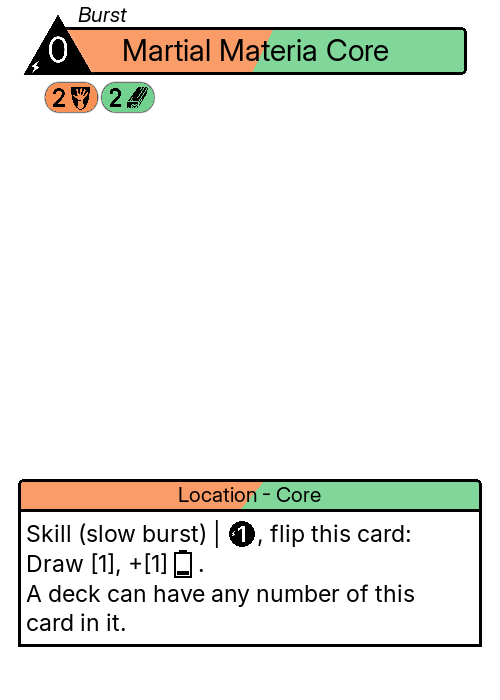 Burst
0
Martial Materia Core
2 2
Location - Core
Skill (slow burst) | 1, flip this card:
Draw [1], +[1] .
A deck can have any number of this
card in it.